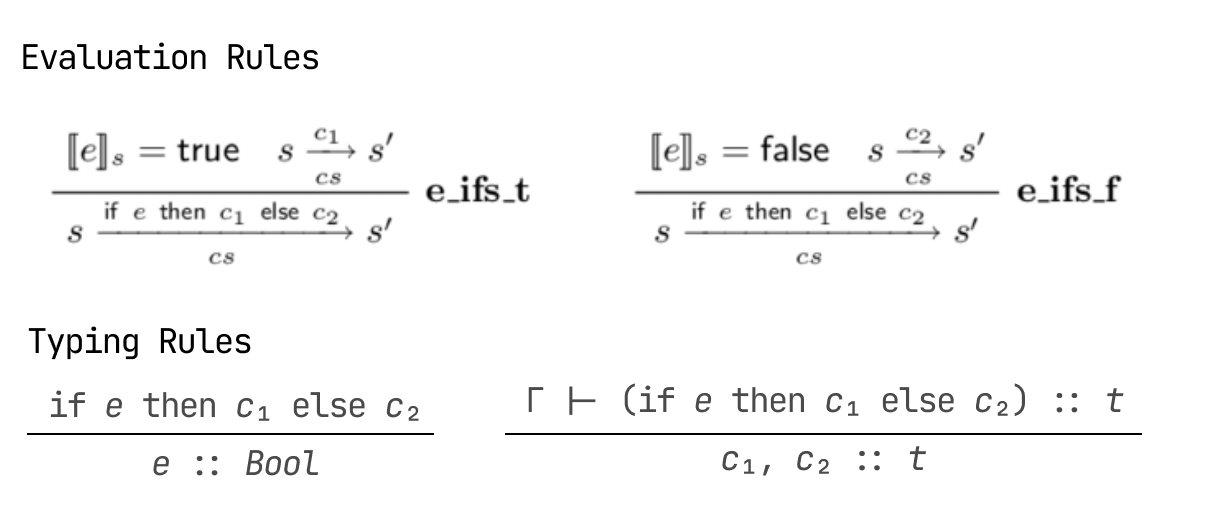 Evaluation Rules
⟦e⟧ₛ = true s —c₁→cs s′
e_ifs_t
s —if e then c₁ else c₂→cs s′
⟦e⟧ₛ = false s —c₂→cs s′
e_ifs_f
s —if e then c₁ else c₂→cs s′
Typing Rules
if e then c₁ else c₂
e :: Bool
Γ ⊢ (if e then c₁ else c₂) :: t
c₁, c₂ :: t